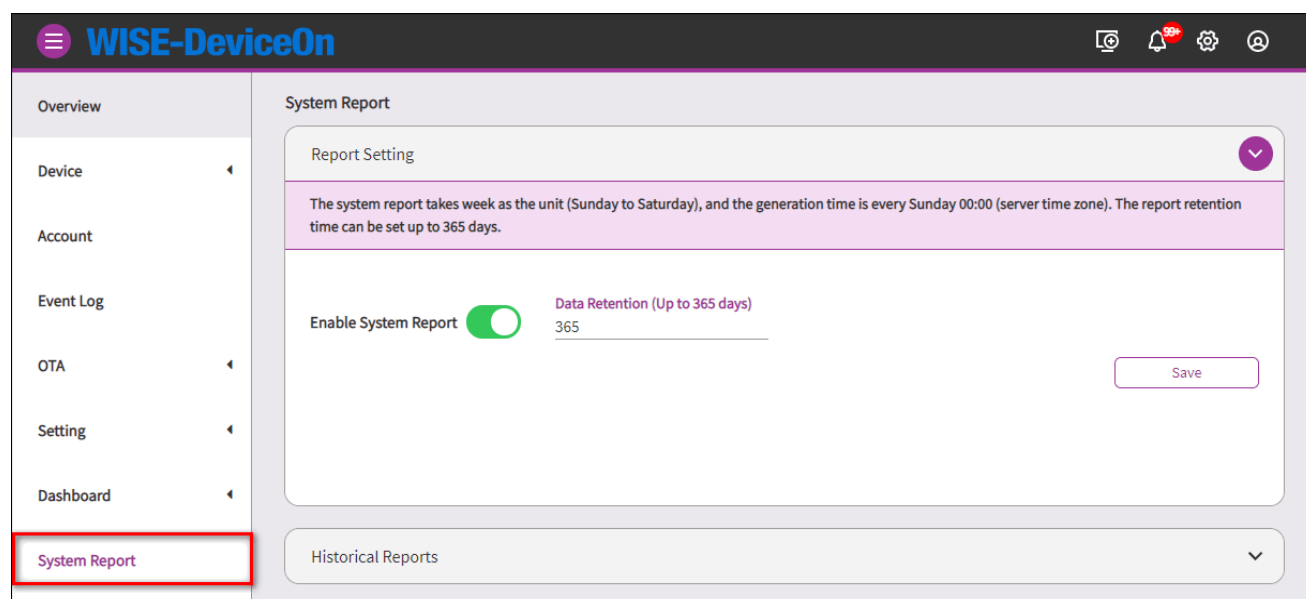 WISE-DeviceOn
99+
Overview
Device
Account
Event Log
OTA
Setting
Dashboard
System Report
System Report
Report Setting
The system report takes week as the unit (Sunday to Saturday), and the generation time is every Sunday 00:00 (server time zone). The report retention
time can be set up to 365 days.
Enable System Report
Data Retention (Up to 365 days)
365
Save
Historical Reports